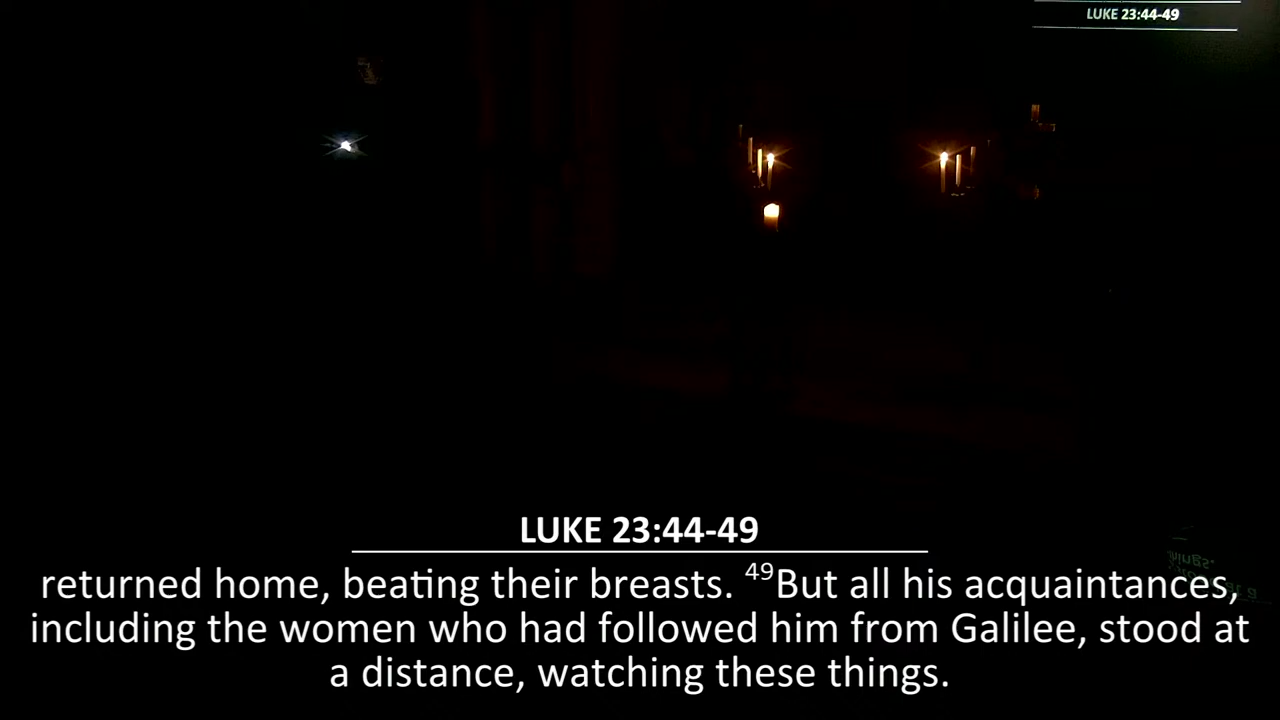 LUKE 23:44-49
LUKE 23:44-49
returned home, beating their breasts. ⁴⁹But all his acquaintances,
including the women who had followed him from Galilee, stood at
a distance, watching these things.